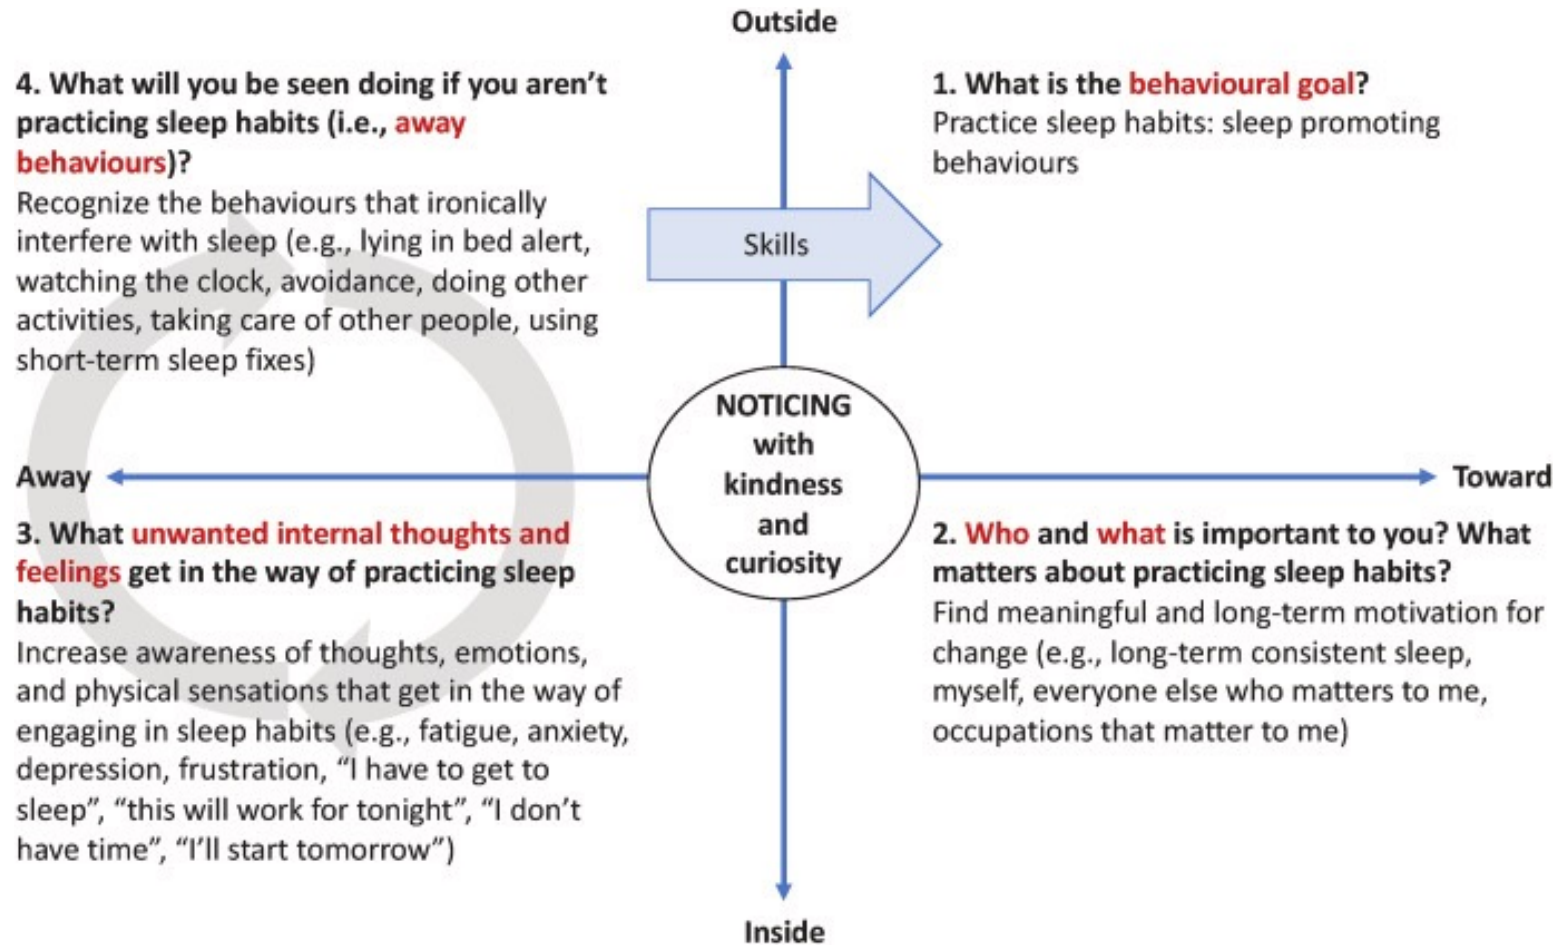 Outside
4. What will you be seen doing if you aren't
practicing sleep habits (i.e., away
behaviours)?
Recognize the behaviours that ironically
interfere with sleep (e.g., lying in bed alert,
watching the clock, avoidance, doing other
activities, taking care of other people, using
short-term sleep fixes)
1. What is the behavioural goal?
Practice sleep habits: sleep promoting
behaviours
Skills
NOTICING
with
kindness
and
curiosity
Away
Toward
3. What unwanted internal thoughts and
feelings get in the way of practicing sleep
habits?
Increase awareness of thoughts, emotions,
and physical sensations that get in the way of
engaging in sleep habits (e.g., fatigue, anxiety,
depression, frustration, “I have to get to
sleep”, “this will work for tonight”, “I don't
have time”, “I'll start tomorrow”)
2. Who and what is important to you? What
matters about practicing sleep habits?
Find meaningful and long-term motivation for
change (e.g., long-term consistent sleep,
myself, everyone else who matters to me,
occupations that matter to me)
Inside